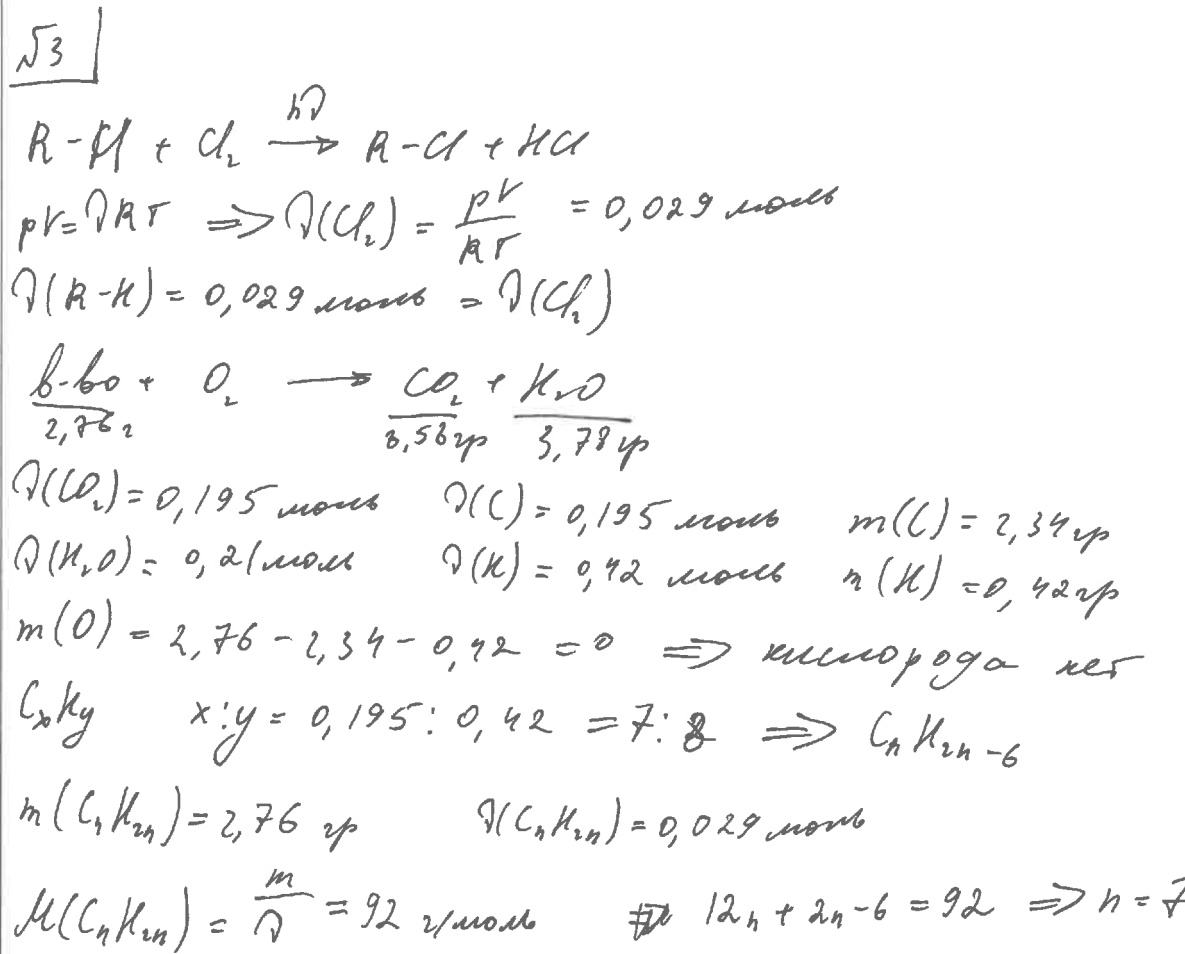 №3
R-H + Cl₂ →(hν) R-Cl + HCl
pV = νRT ⇒ ν(Cl₂) = pV/RT = 0,029 моль
ν(R-H) = 0,029 моль = ν(Cl₂)
в-во + O₂ → CO₂ + H₂O
2,76 г 8,58 гр 3,78 гр
ν(CO₂) = 0,195 моль ν(C) = 0,195 моль m(C) = 2,34 гр
ν(H₂O) = 0,21 моль ν(H) = 0,42 моль m(H) = 0,42 гр
m(O) = 2,76 - 2,34 - 0,42 = 0 ⇒ кислорода нет
CₓHy x:y = 0,195 : 0,42 = 7:8 ⇒ CₙH₂ₙ₋₆
m(CₙH₂ₙ) = 2,76 гр ν(CₙH₂ₙ) = 0,029 моль
M(CₙH₂ₙ) = m/ν = 92 г/моль 12n + 2n - 6 = 92 ⇒ n = 7